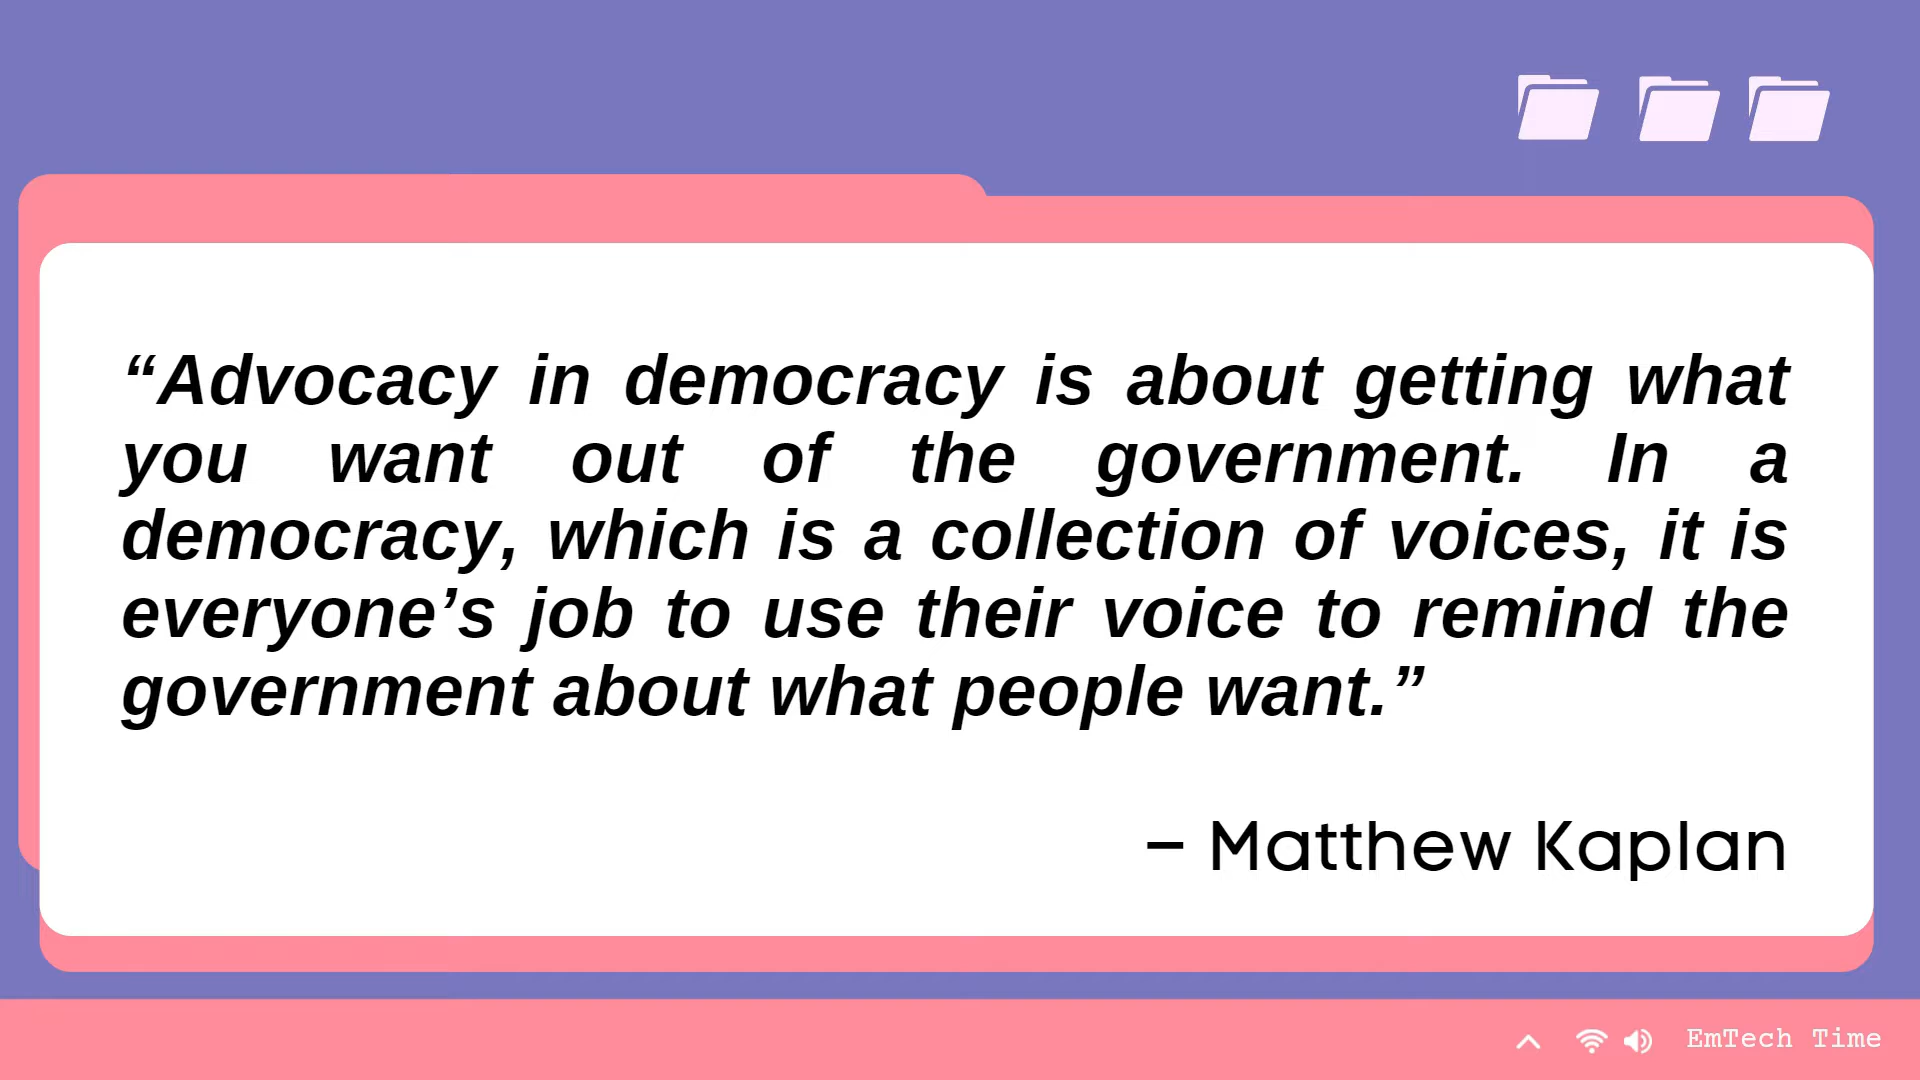 “Advocacy in democracy is about getting what
you want out of the government. In a
democracy, which is a collection of voices, it is
everyone’s job to use their voice to remind the
government about what people want.”
– Matthew Kaplan
EmTech Time